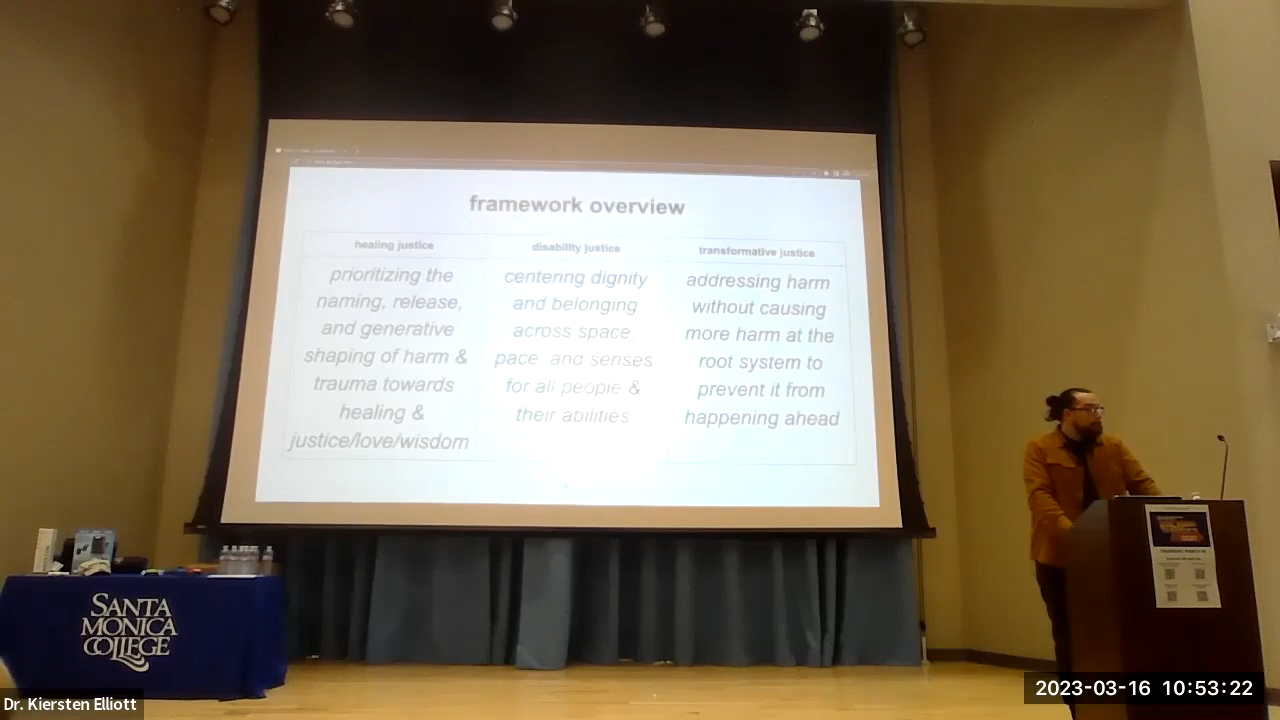 framework overview
healing justice
prioritizing the
naming, release,
and generative
shaping of harm &
trauma towards
healing &
justice/love/wisdom
disability justice
centering dignity
and belonging
across space,
pace and senses
for all people &
their abilities
transformative justice
addressing harm
without causing
more harm at the
root system to
prevent it from
happening ahead
SANTA
MONICA
COLLEGE
Dr. Kiersten Elliott
2023-03-16 10:53:22